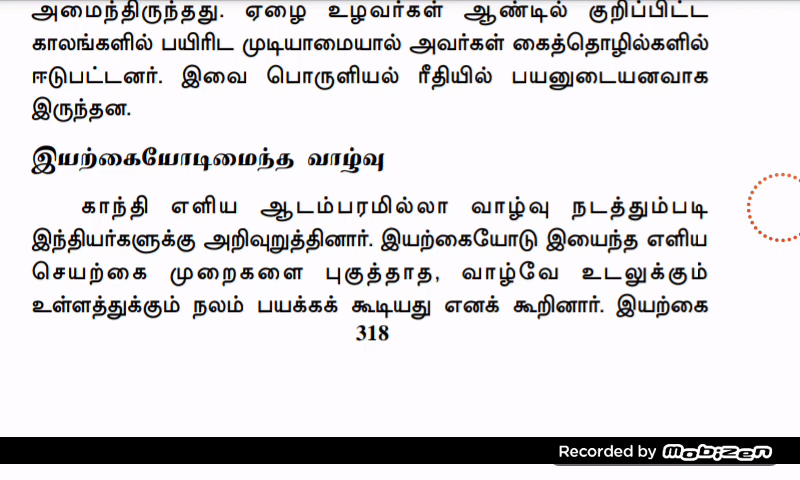 அமைந்திருந்தது. ஏழை உழவர்கள் ஆண்டில் குறிப்பிட்ட
காலங்களில் பயிரிட முடியாமையால் அவர்கள் கைத்தொழில்களில்
ஈடுபட்டனர். இவை பொருளியல் ரீதியில் பயனுடையனவாக
இருந்தன.
இயற்கையோடிமைந்த வாழ்வு
காந்தி எளிய ஆடம்பரமில்லா வாழ்வு நடத்தும்படி
இந்தியர்களுக்கு அறிவுறுத்தினார். இயற்கையோடு இயைந்த எளிய
செயற்கை முறைகளை புகுத்தாத, வாழ்வே உடலுக்கும்
உள்ளத்துக்கும் நலம் பயக்கக் கூடியது எனக் கூறினார். இயற்கை
318
Recorded by mobizen